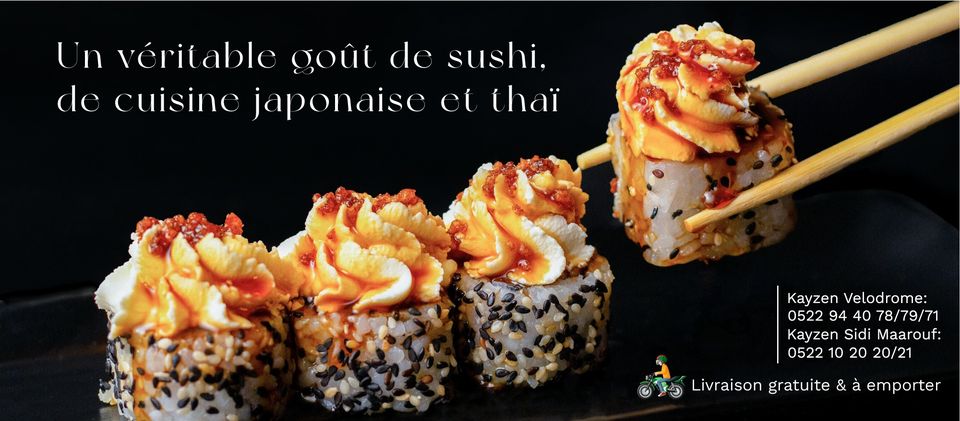 Un véritable goût de sushi,
de cuisine japonaise et thaï
Kayzen Velodrome:
0522 94 40 78/79/71
Kayzen Sidi Maarouf:
0522 10 20 20/21
Livraison gratuite & à emporter